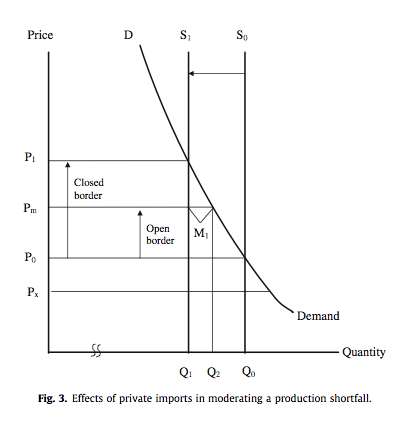 Price D S₁ S₀
P₁
Closed
border
Pₘ
Open
border
M₁
P₀
Pₓ
Demand
Quantity
Q₁ Q₂ Q₀
Fig. 3. Effects of private imports in moderating a production shortfall.